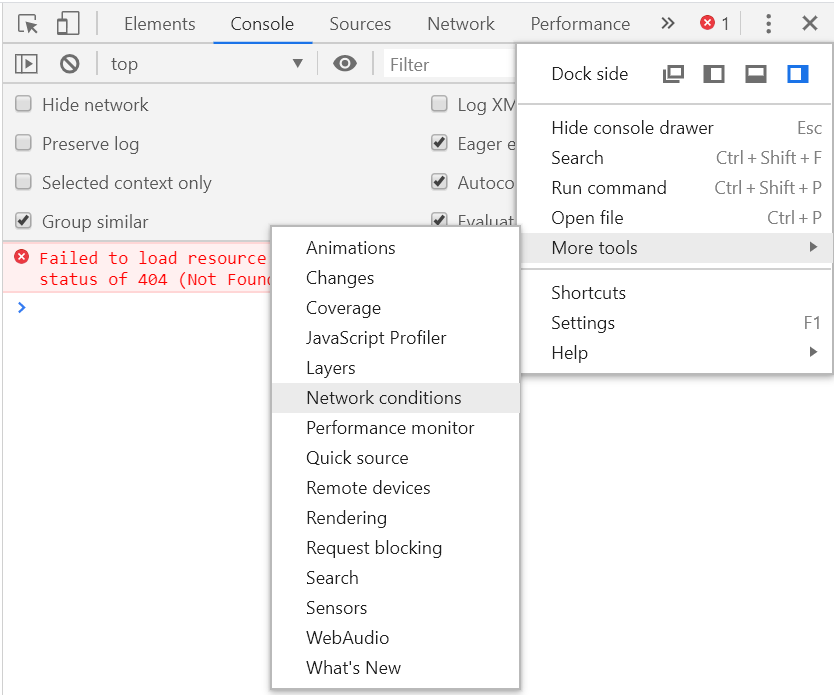 Elements Console Sources Network Performance » 1
top Filter
Dock side
Hide network Log XM
Hide console drawer Esc
Preserve log Eager e
Search Ctrl + Shift + F
Selected context only Autoco
Run command Ctrl + Shift + P
Group similar Evaluat
Open file Ctrl + P
More tools
Failed to load resource
status of 404 (Not Foun
Shortcuts
Settings F1
Help
Animations
Changes
Coverage
JavaScript Profiler
Layers
Network conditions
Performance monitor
Quick source
Remote devices
Rendering
Request blocking
Search
Sensors
WebAudio
What's New